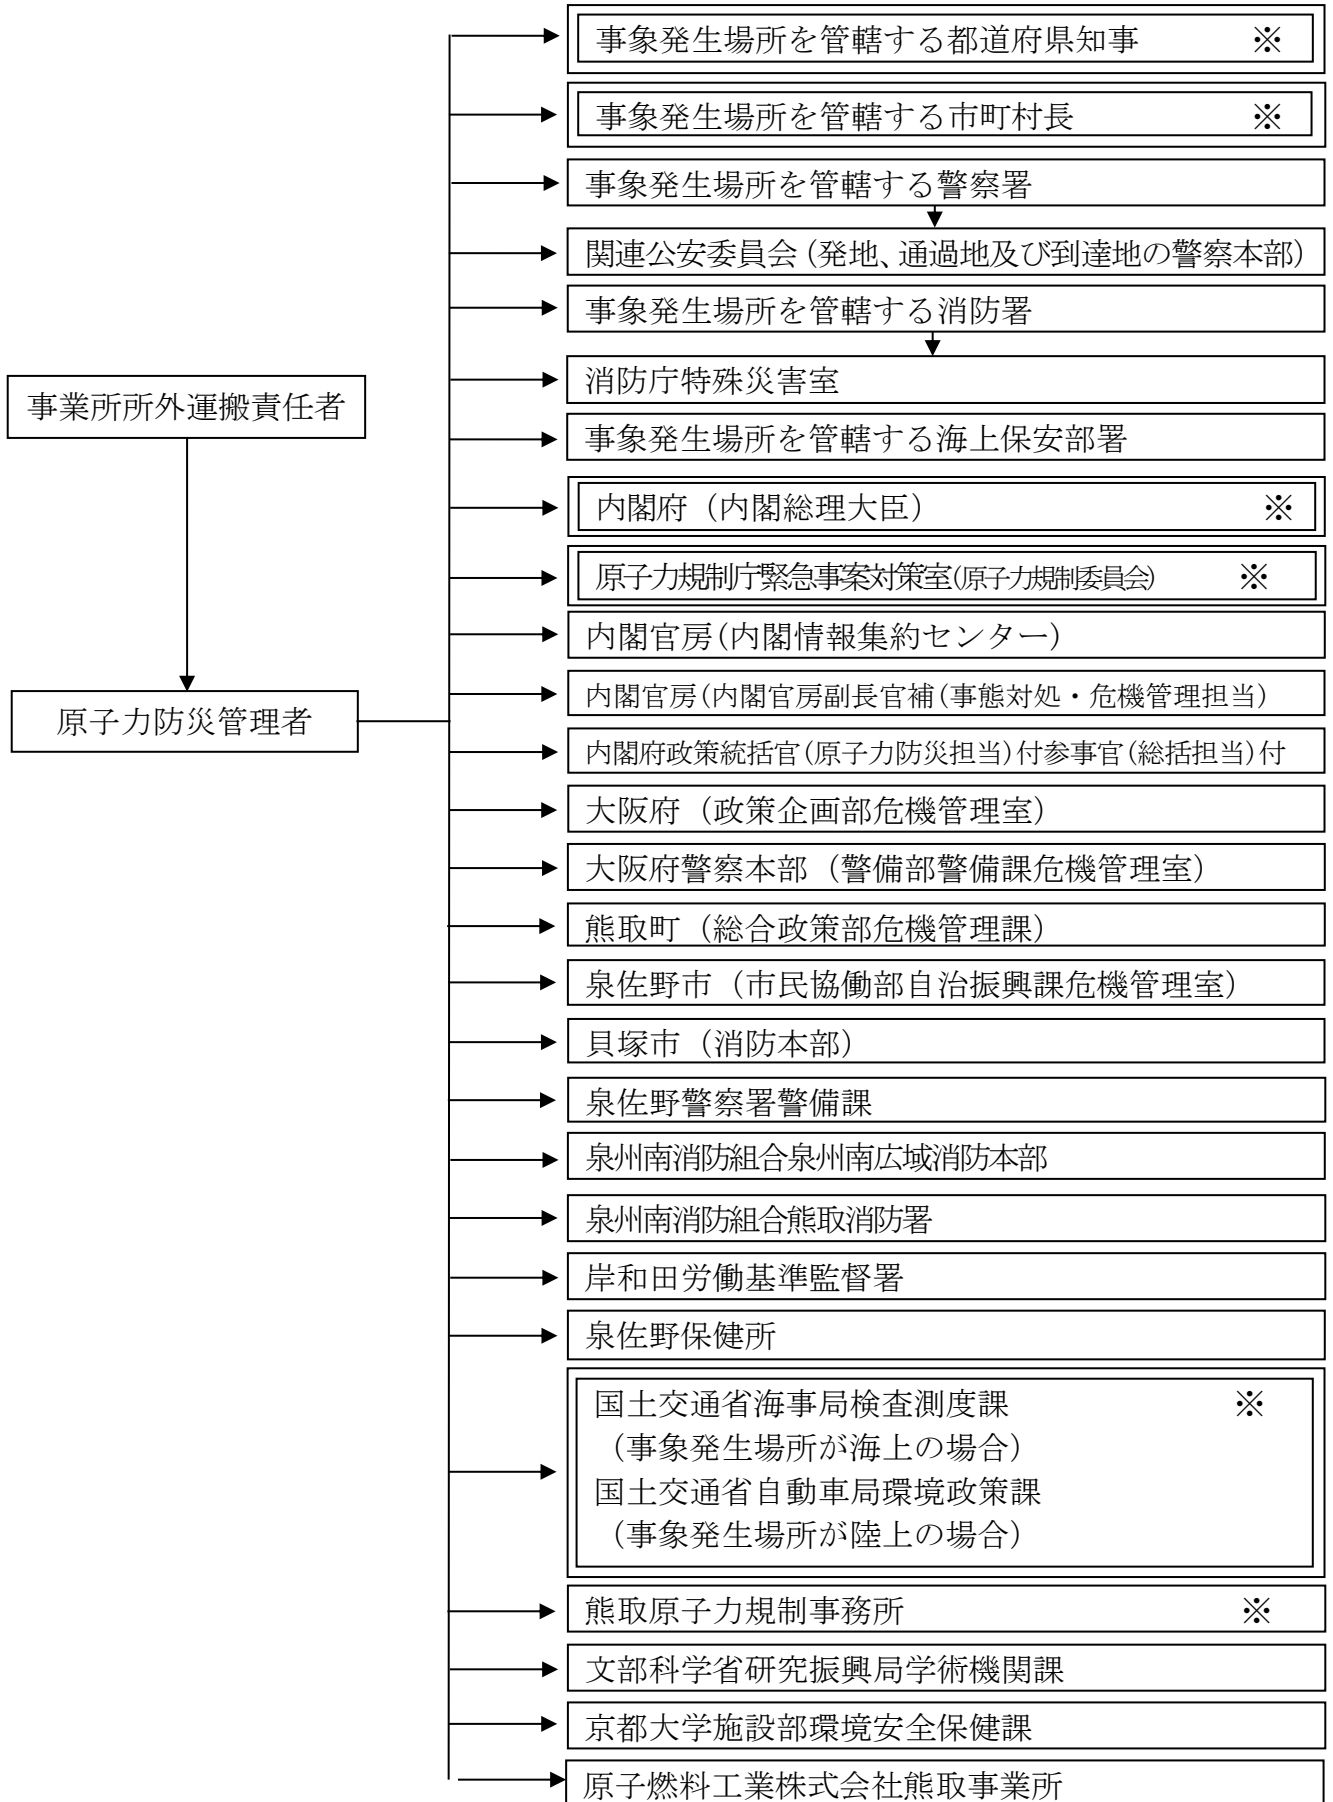 事象発生場所を管轄する都道府県知事 ※
事象発生場所を管轄する市町村長 ※
事象発生場所を管轄する警察署
関連公安委員会(発地、通過地及び到達地の警察本部)
事象発生場所を管轄する消防署
消防庁特殊災害室
事業所所外運搬責任者
事象発生場所を管轄する海上保安部署
内閣府（内閣総理大臣） ※
原子力規制庁緊急事案対策室(原子力規制委員会) ※
内閣官房(内閣情報集約センター)
内閣官房(内閣官房副長官補(事態対処・危機管理担当)
原子力防災管理者
内閣府政策統括官(原子力防災担当)付参事官(総括担当)付
大阪府（政策企画部危機管理室）
大阪府警察本部（警備部警備課危機管理室）
熊取町（総合政策部危機管理課）
泉佐野市（市民協働部自治振興課危機管理室）
貝塚市（消防本部）
泉佐野警察署警備課
泉州南消防組合泉州南広域消防本部
泉州南消防組合熊取消防署
岸和田労働基準監督署
泉佐野保健所
国土交通省海事局検査測度課 ※
（事象発生場所が海上の場合）
国土交通省自動車局環境政策課
（事象発生場所が陸上の場合）
熊取原子力規制事務所 ※
文部科学省研究振興局学術機関課
京都大学施設部環境安全保健課
原子燃料工業株式会社熊取事業所